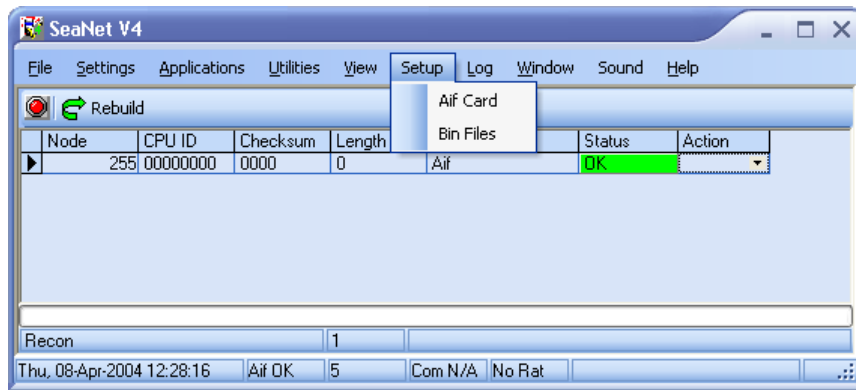 SeaNet V4
File Settings Applications Utilities View Setup Log Window Sound Help
Rebuild
Aif Card
Bin Files
Node CPU ID Checksum Length Status Action
255 00000000 0000 0 Aif OK
Recon 1
Thu, 08-Apr-2004 12:28:16 Aif OK 5 Com N/A No Rat